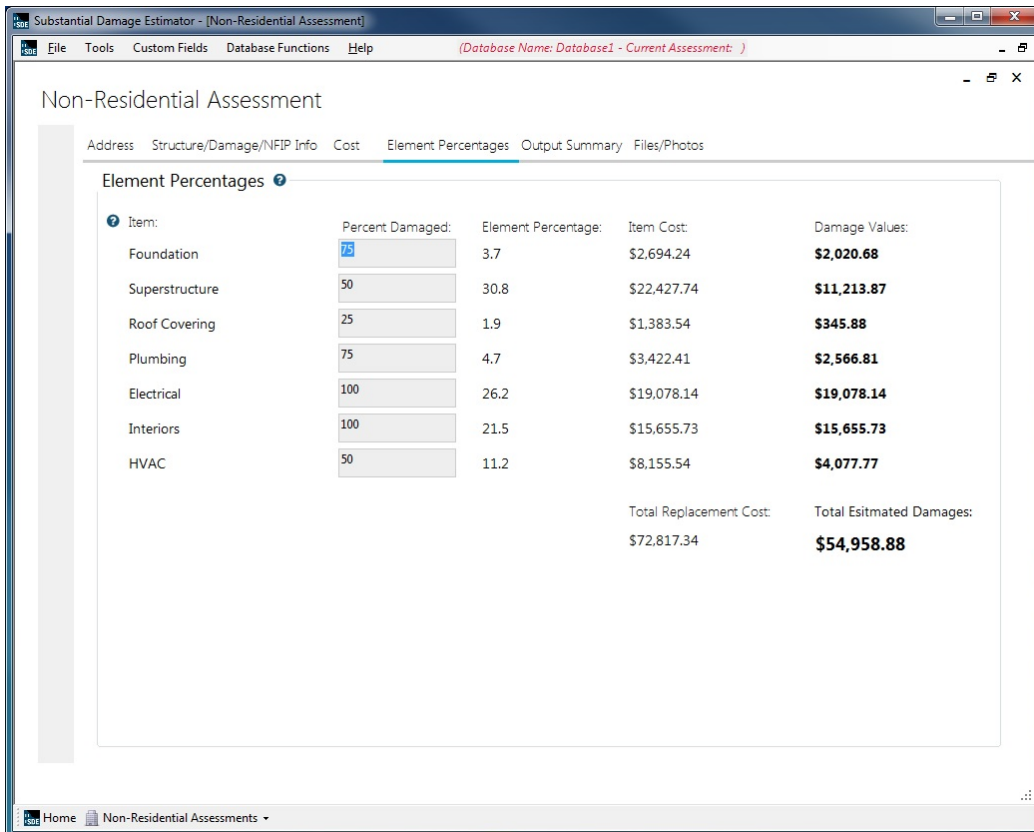 SDE Substantial Damage Estimator - [Non-Residential Assessment]
SDE File Tools Custom Fields Database Functions Help (Database Name: Database1 - Current Assessment: )
Non-Residential Assessment
Address Structure/Damage/NFIP Info Cost Element Percentages Output Summary Files/Photos
Element Percentages ?
? Item: Percent Damaged: Element Percentage: Item Cost: Damage Values:
Foundation 75 3.7 $2,694.24 $2,020.68
Superstructure 50 30.8 $22,427.74 $11,213.87
Roof Covering 25 1.9 $1,383.54 $345.88
Plumbing 75 4.7 $3,422.41 $2,566.81
Electrical 100 26.2 $19,078.14 $19,078.14
Interiors 100 21.5 $15,655.73 $15,655.73
HVAC 50 11.2 $8,155.54 $4,077.77
Total Replacement Cost: Total Esitmated Damages:
$72,817.34 $54,958.88
SDE Home Non-Residential Assessments